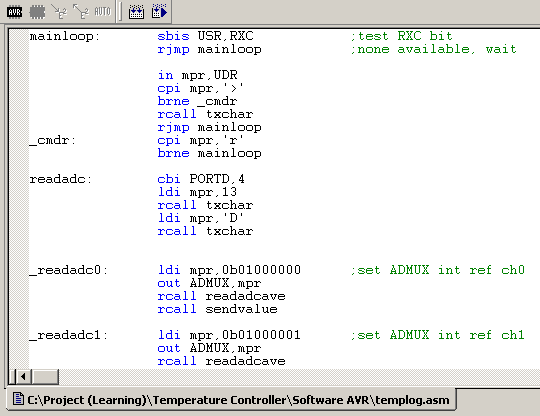 AVR AUTO
mainloop: sbis USR,RXC ;test RXC bit
rjmp mainloop ;none available, wait
in mpr,UDR
cpi mpr,'>'
brne _cmdr
rcall txchar
rjmp mainloop
_cmdr: cpi mpr,'r'
brne mainloop
readadc: cbi PORTD,4
ldi mpr,13
rcall txchar
ldi mpr,'D'
rcall txchar
_readadc0: ldi mpr,0b01000000 ;set ADMUX int ref ch0
out ADMUX,mpr
rcall readadcave
rcall sendvalue
_readadc1: ldi mpr,0b01000001 ;set ADMUX int ref ch1
out ADMUX,mpr
rcall readadcave
C:\Project (Learning)\Temperature Controller\Software AVR\templog.asm